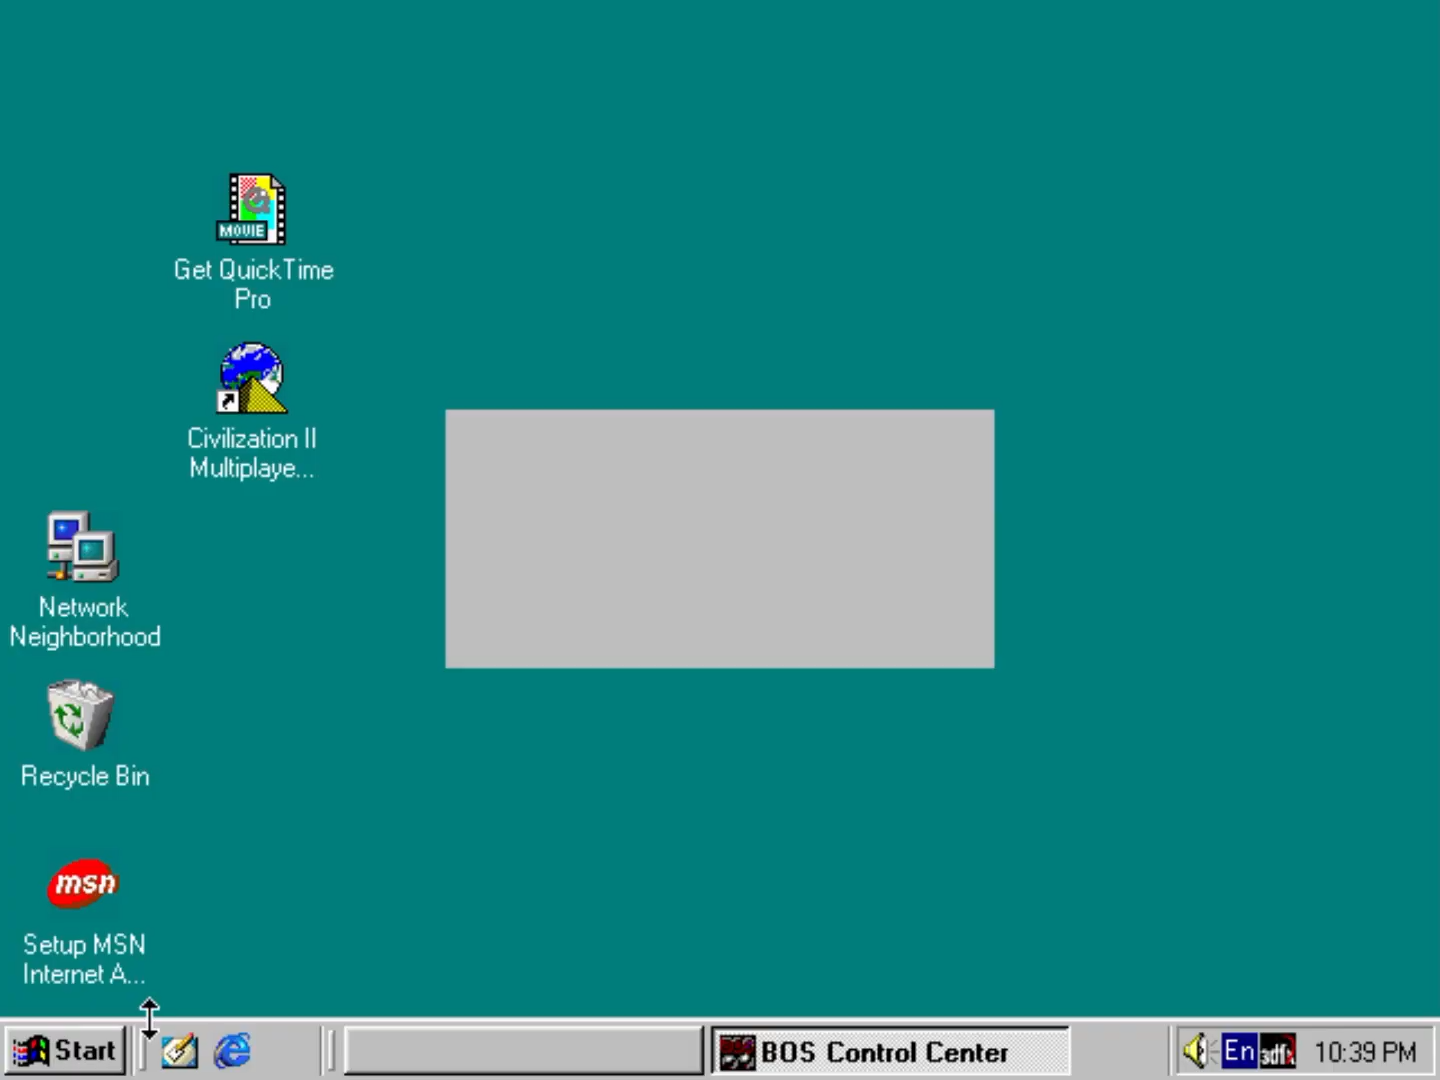 MOVIE
Get QuickTime
Pro
Civilization II
Multiplaye...
Network
Neighborhood
Recycle Bin
msn
Setup MSN
Internet A...
Start
BOS Control Center
En
3dfx
10:39 PM